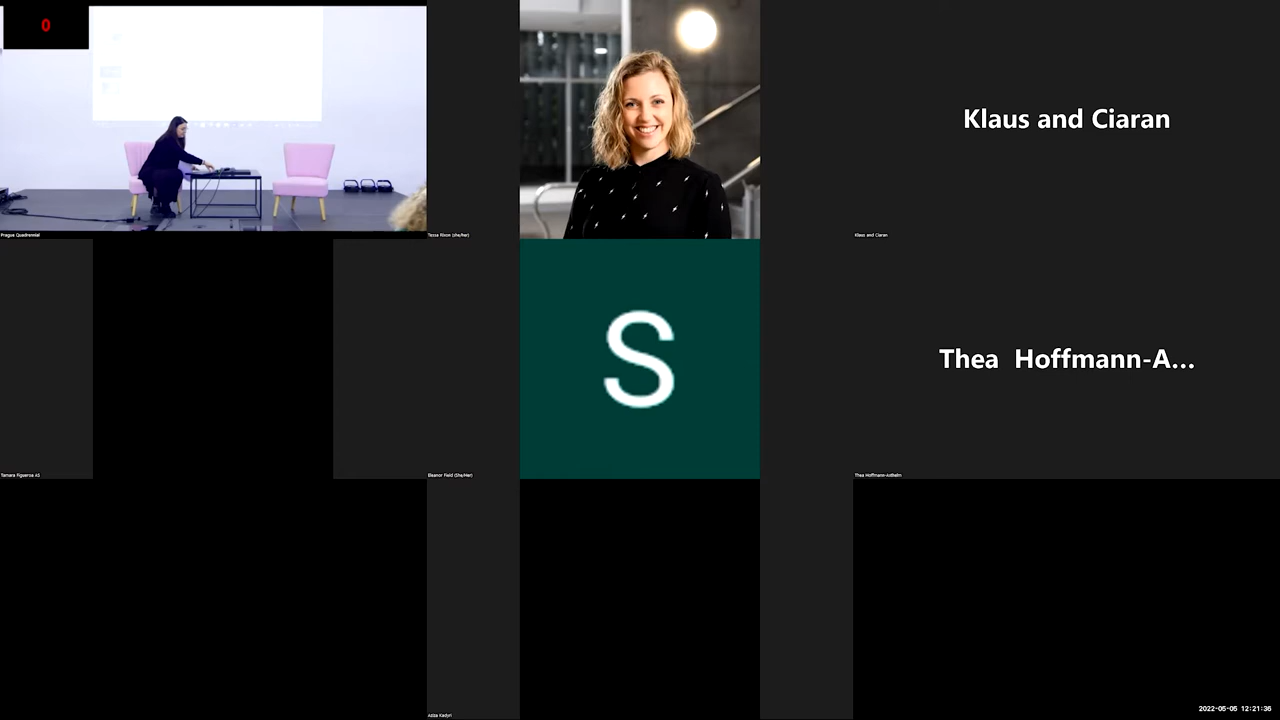 0
Klaus and Ciaran
Prague Quadrennial
Tessa Rixon (she/her)
Klaus and Ciaran
S
Thea Hoffmann-A...
Tamara Figueroa AS
Eleanor Field (She/Her)
Thea Hoffmann-Axthelm
Aziza Kadyri
2022-05-05 12:21:36